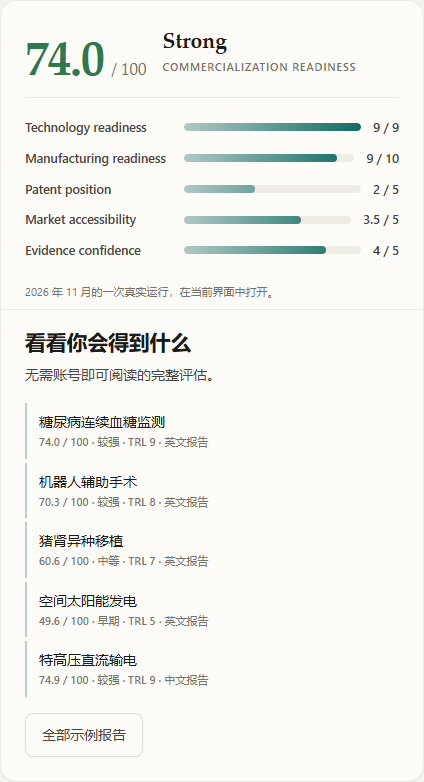 74.0 / 100
Strong
COMMERCIALIZATION READINESS
Technology readiness 9 / 9
Manufacturing readiness 9 / 10
Patent position 2 / 5
Market accessibility 3.5 / 5
Evidence confidence 4 / 5
2026 年 11 月的一次真实运行，在当前界面中打开。
看看你会得到什么
无需账号即可阅读的完整评估。
糖尿病连续血糖监测
74.0 / 100 · 较强 · TRL 9 · 英文报告
机器人辅助手术
70.3 / 100 · 较强 · TRL 8 · 英文报告
猪肾异种移植
60.6 / 100 · 中等 · TRL 7 · 英文报告
空间太阳能发电
49.6 / 100 · 早期 · TRL 5 · 英文报告
特高压直流输电
74.9 / 100 · 较强 · TRL 9 · 中文报告
全部示例报告